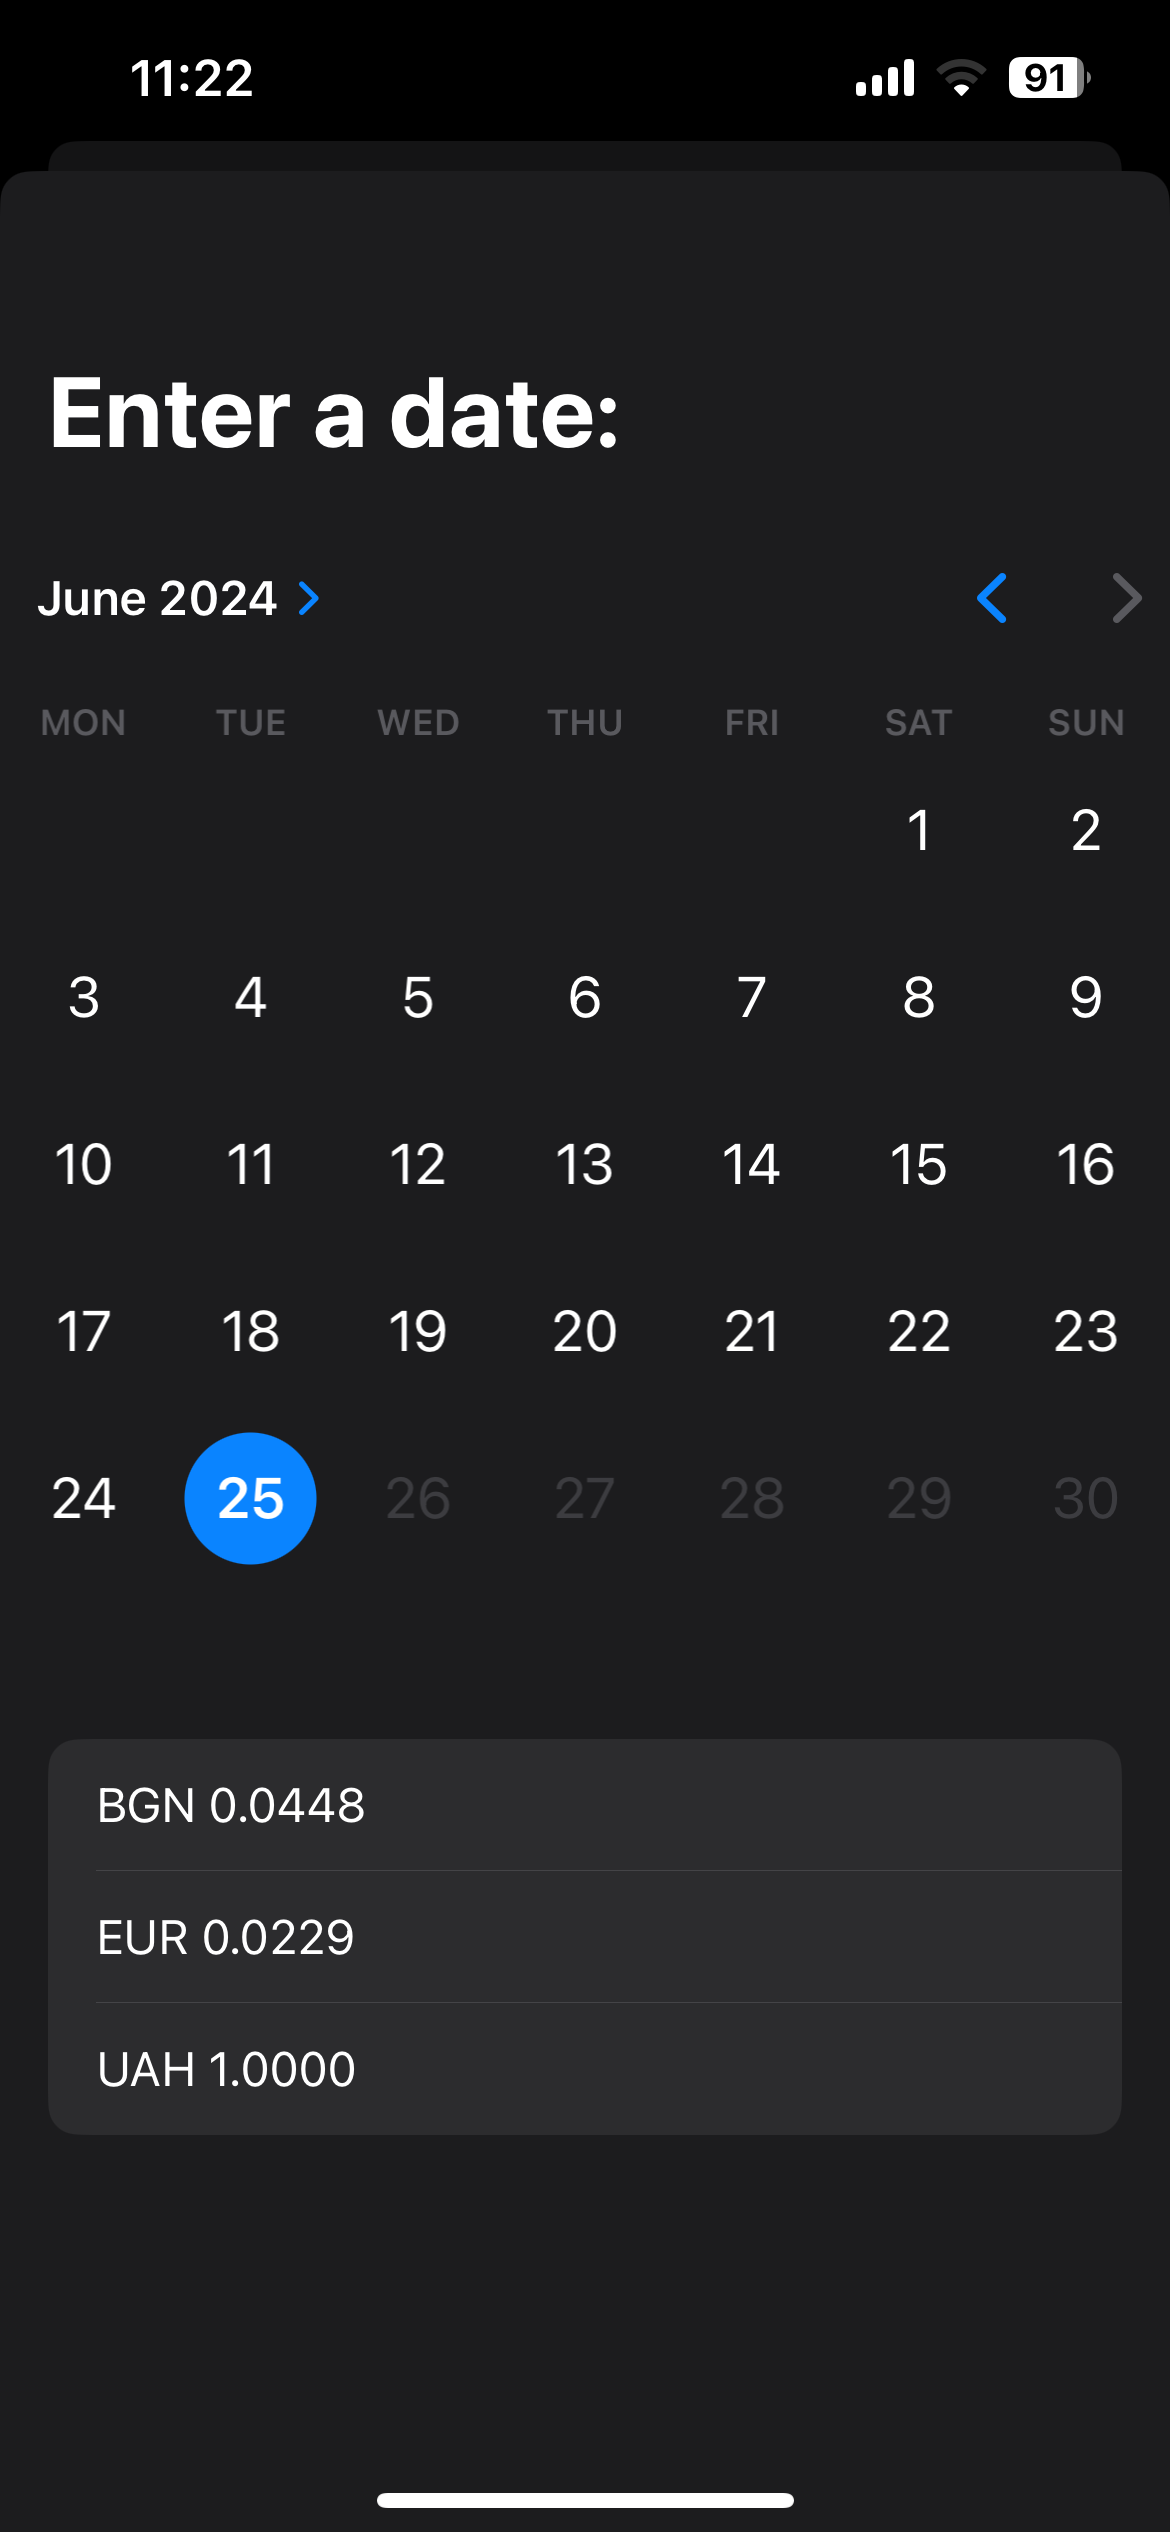 11:22 91
Enter a date:
June 2024
MON TUE WED THU FRI SAT SUN
1 2
3 4 5 6 7 8 9
10 11 12 13 14 15 16
17 18 19 20 21 22 23
24 25 26 27 28 29 30
BGN 0.0448
EUR 0.0229
UAH 1.0000